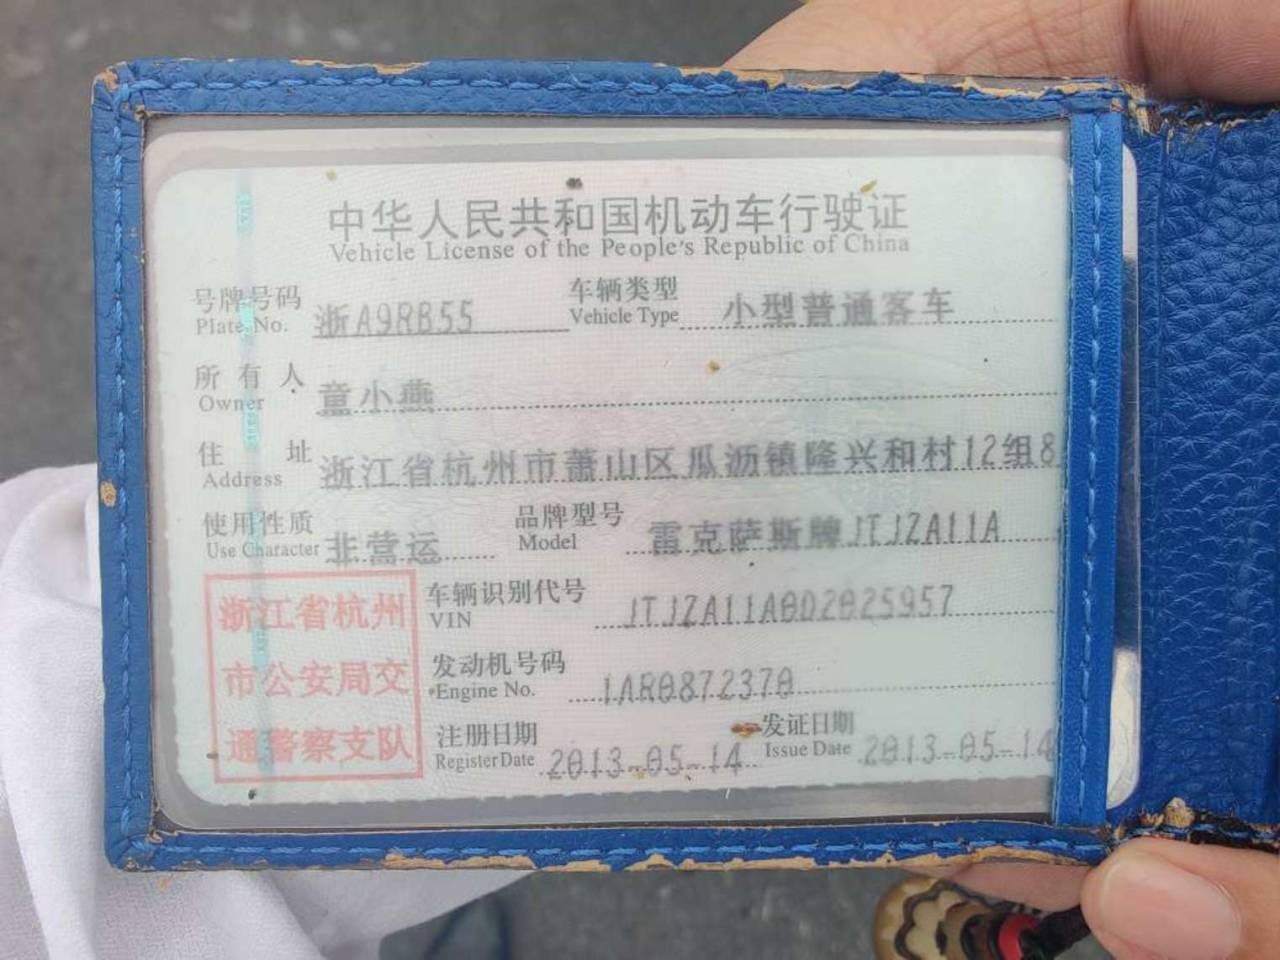 中华人民共和国机动车行驶证
Vehicle License of the People's Republic of China
号牌号码 浙A9RB55 车辆类型 小型普通客车
Plate No. Vehicle Type
所有人 童小燕
Owner
住址 浙江省杭州市萧山区瓜沥镇隆兴和村12组8
Address
使用性质 非营运 品牌型号 雷克萨斯牌JTJZA11A
Use Character Model
浙江省杭州
市公安局交
通警察支队
车辆识别代号 JTJZA11A0D2025957
VIN
发动机号码 1AR0872370
Engine No.
注册日期 2013-05-14 发证日期 2013-05-14
Register Date Issue Date